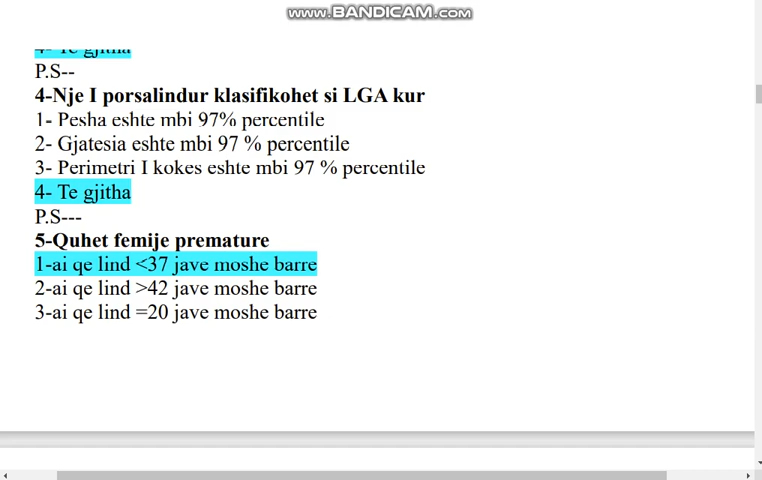 www.BANDICAM.com
4- Te gjitha
P.S--
4-Nje I porsalindur klasifikohet si LGA kur
1- Pesha eshte mbi 97% percentile
2- Gjatesia eshte mbi 97 % percentile
3- Perimetri I kokes eshte mbi 97 % percentile
4- Te gjitha
P.S---
5-Quhet femije premature
1-ai qe lind <37 jave moshe barre
2-ai qe lind >42 jave moshe barre
3-ai qe lind =20 jave moshe barre